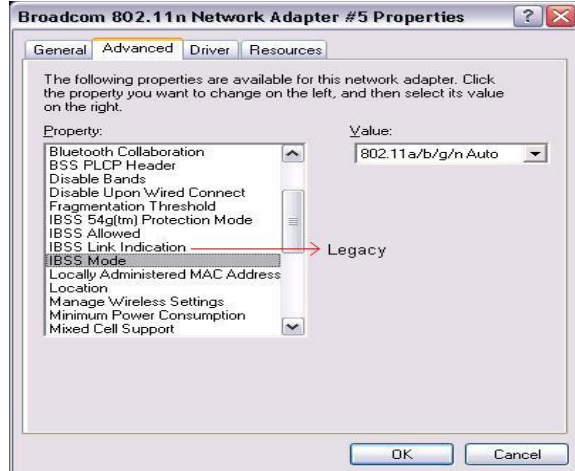 Broadcom 802.11n Network Adapter #5 Properties
General Advanced Driver Resources
The following properties are available for this network adapter. Click
the property you want to change on the left, and then select its value
on the right.
Property:
Bluetooth Collaboration
BSS PLCP Header
Disable Bands
Disable Upon Wired Connect
Fragmentation Threshold
IBSS 54g(tm) Protection Mode
IBSS Allowed
IBSS Link Indication
IBSS Mode
Locally Administered MAC Address
Location
Manage Wireless Settings
Minimum Power Consumption
Mixed Cell Support
Value:
802.11a/b/g/n Auto
Legacy
OK Cancel